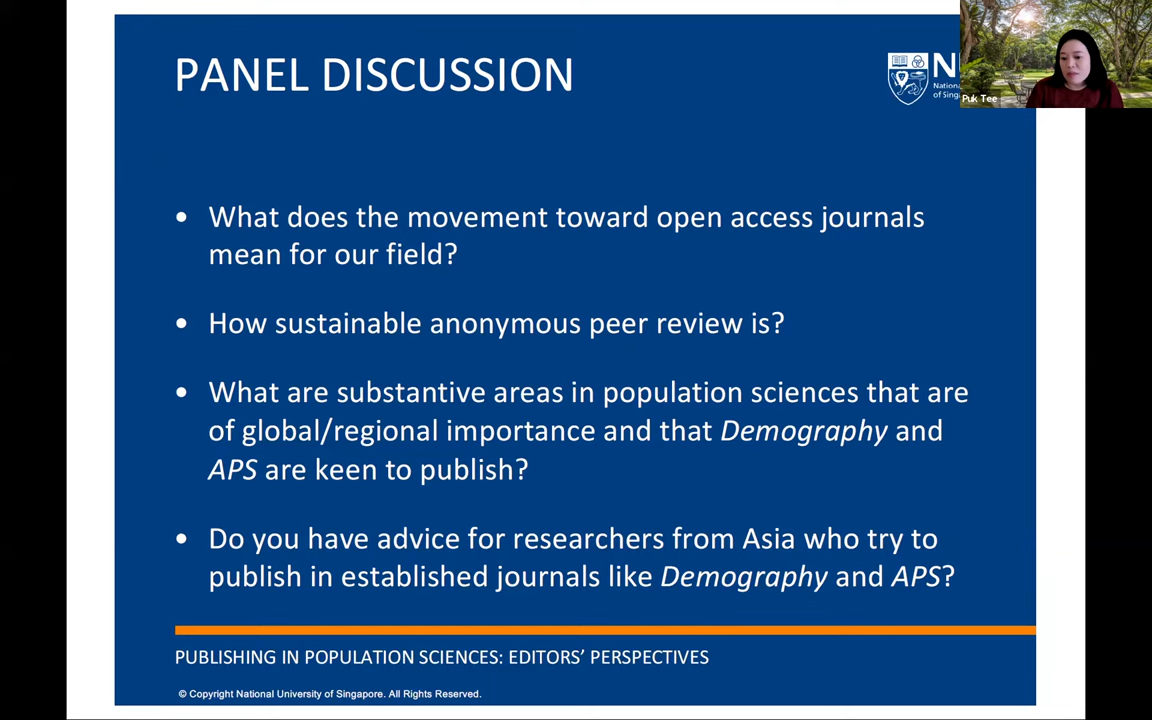 PANEL DISCUSSION
N
National
of Singa
Puk Tee
• What does the movement toward open access journals
mean for our field?
• How sustainable anonymous peer review is?
• What are substantive areas in population sciences that are
of global/regional importance and that Demography and
APS are keen to publish?
• Do you have advice for researchers from Asia who try to
publish in established journals like Demography and APS?
PUBLISHING IN POPULATION SCIENCES: EDITORS’ PERSPECTIVES
© Copyright National University of Singapore. All Rights Reserved.